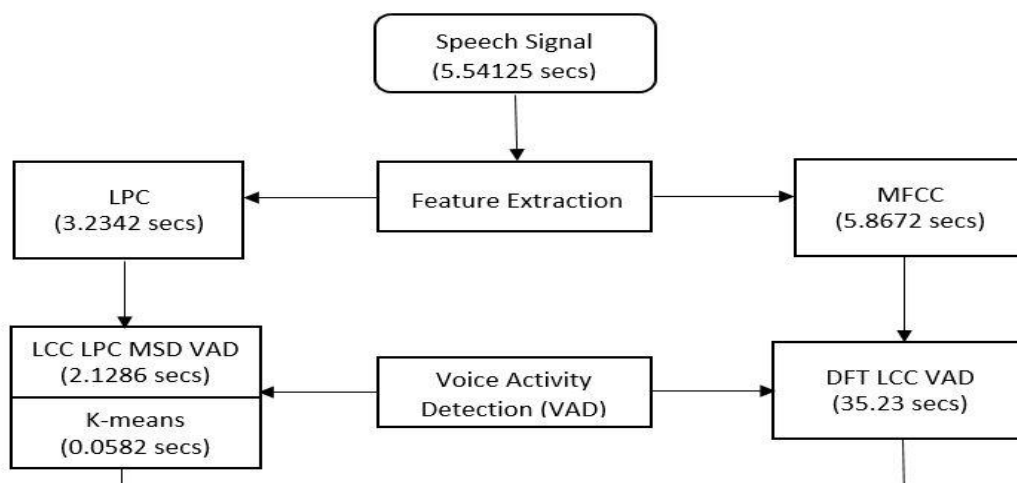 Speech Signal
(5.54125 secs)
LPC
(3.2342 secs)
Feature Extraction
MFCC
(5.8672 secs)
LCC LPC MSD VAD
(2.1286 secs)
K-means
(0.0582 secs)
Voice Activity
Detection (VAD)
DFT LCC VAD
(35.23 secs)